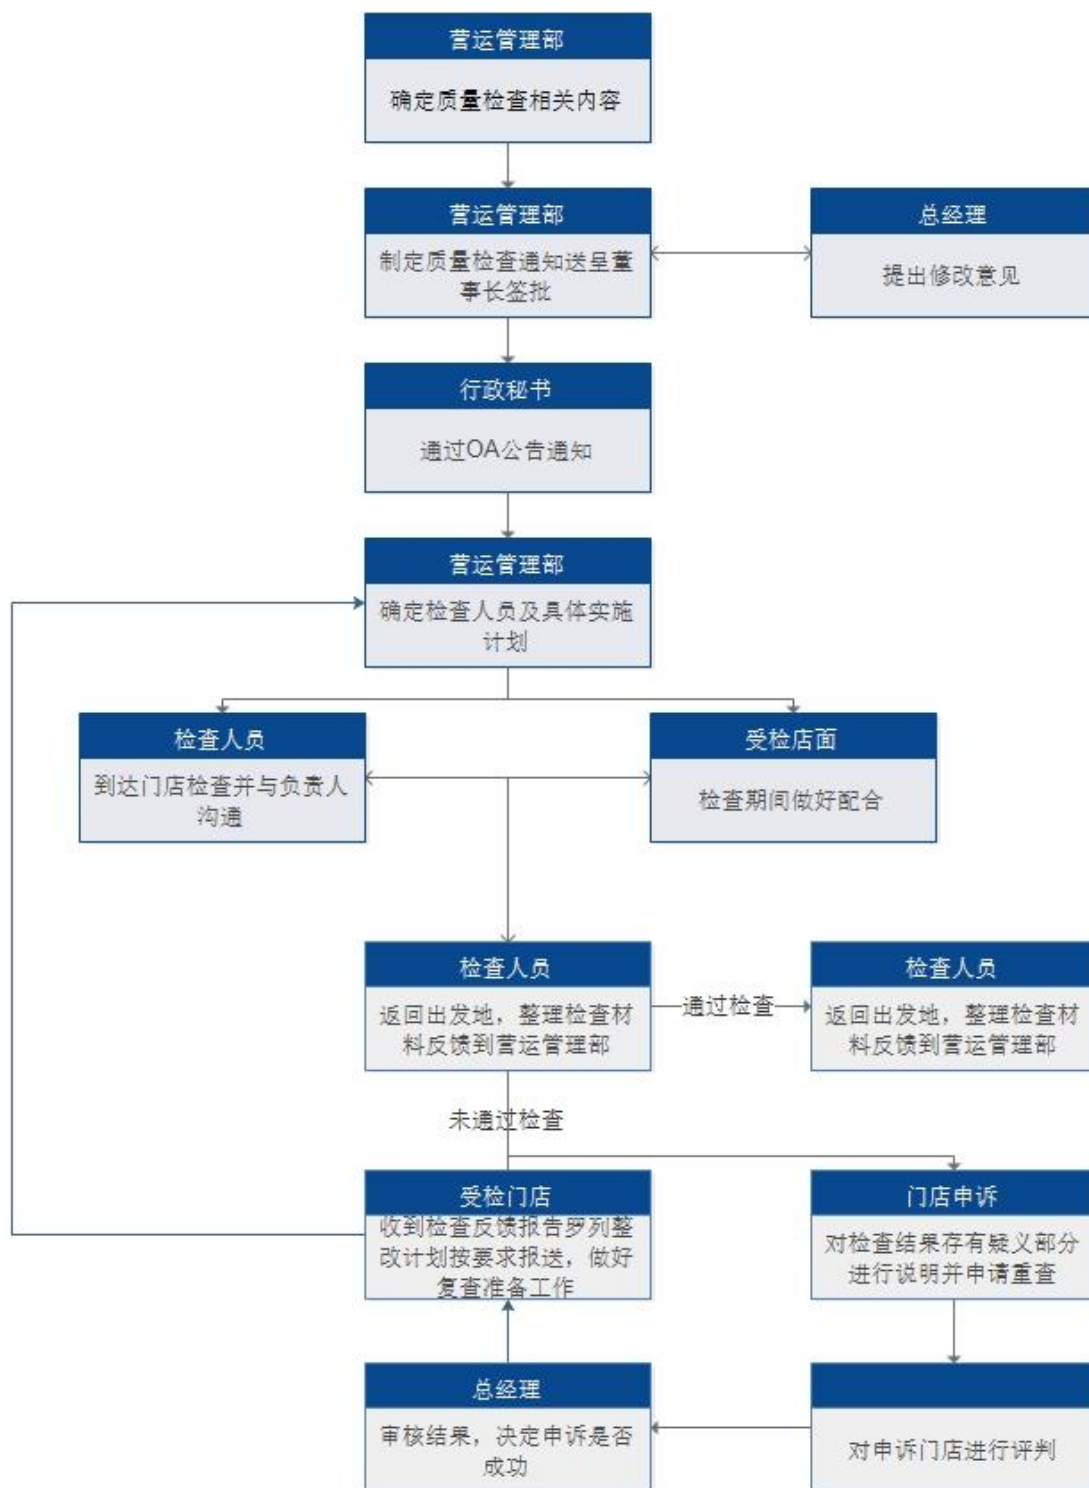 营运管理部
确定质量检查相关内容
营运管理部
制定质量检查通知送呈董
事长签批
总经理
提出修改意见
行政秘书
通过OA公告通知
营运管理部
确定检查人员及具体实施
计划
检查人员
到达门店检查并与负责人
沟通
受检店面
检查期间做好配合
检查人员
返回出发地，整理检查材
料反馈到营运管理部
通过检查
检查人员
返回出发地，整理检查材
料反馈到营运管理部
未通过检查
受检门店
收到检查反馈报告罗列整
改计划按要求报送，做好
复查准备工作
门店申诉
对检查结果存有疑义部分
进行说明并申请重查
总经理
审核结果，决定申诉是否
成功
对申诉门店进行评判